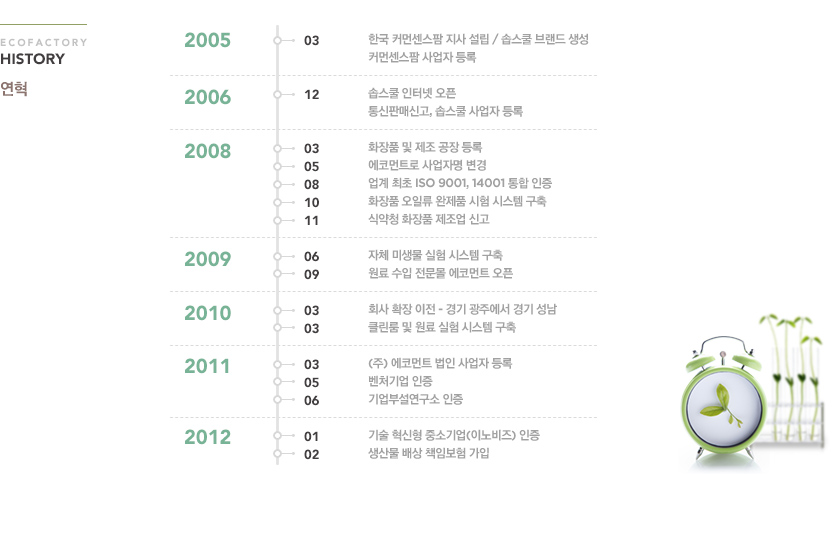 ECOFACTORY
HISTORY
연혁
2005
03 한국 커먼센스팜 지사 설립 / 솝스쿨 브랜드 생성
커먼센스팜 사업자 등록
2006
12 솝스쿨 인터넷 오픈
통신판매신고, 솝스쿨 사업자 등록
2008
03 화장품 및 제조 공장 등록
05 에코먼트로 사업자명 변경
08 업계 최초 ISO 9001, 14001 통합 인증
10 화장품 오일류 완제품 시험 시스템 구축
11 식약청 화장품 제조업 신고
2009
06 자체 미생물 실험 시스템 구축
09 원료 수입 전문몰 에코먼트 오픈
2010
03 회사 확장 이전 - 경기 광주에서 경기 성남
03 클린룸 및 원료 실험 시스템 구축
2011
03 (주) 에코먼트 법인 사업자 등록
05 벤처기업 인증
06 기업부설연구소 인증
2012
01 기술 혁신형 중소기업(이노비즈) 인증
02 생산물 배상 책임보험 가입